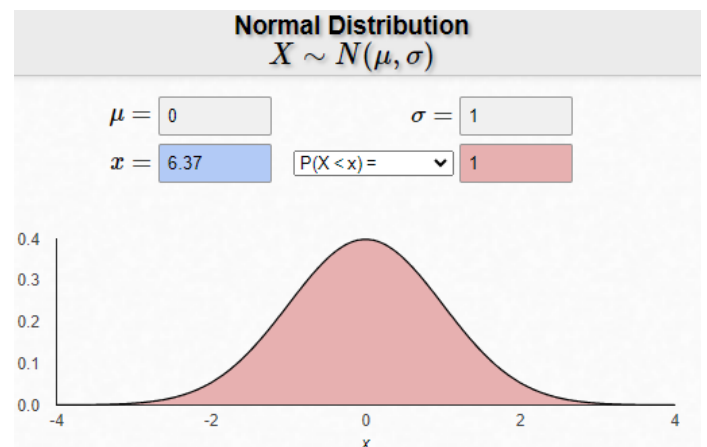 Normal Distribution
X ∼ N(μ, σ)
μ = 0 σ = 1
x = 6.37 P(X < x) = 1
0.4
0.3
0.2
0.1
0.0
-4 -2 0 2 4
x